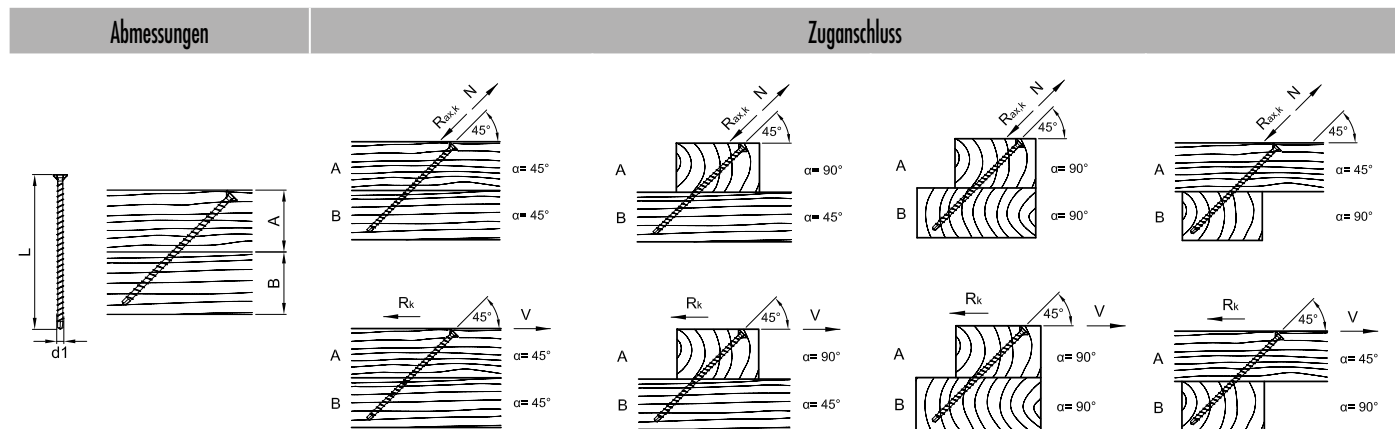 Abmessungen
Zuganschluss
L
d1
A
B
Rax,k N
45°
A α= 45°
B α= 45°
Rax,k N
45°
A α= 90°
B α= 45°
Rax,k N
45°
A α= 90°
B α= 90°
Rax,k N
45°
A α= 45°
B α= 90°
Rk 45° V
A α= 45°
B α= 45°
Rk 45° V
A α= 90°
B α= 45°
Rk 45° V
A α= 90°
B α= 90°
Rk 45° V
A α= 45°
B α= 90°